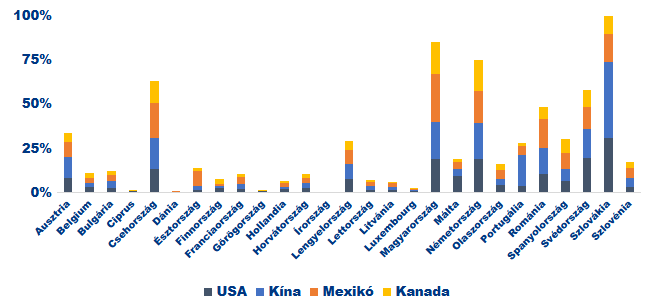 100%
75%
50%
25%
0%
Ausztria
Belgium
Bulgária
Ciprus
Csehország
Dánia
Észtország
Finnország
Franciaország
Görögország
Hollandia
Horvátország
Írország
Lengyelország
Lettország
Litvánia
Luxembourg
Magyarország
Málta
Németország
Olaszország
Portugália
Románia
Spanyolország
Svédország
Szlovákia
Szlovénia
USA Kína Mexikó Kanada